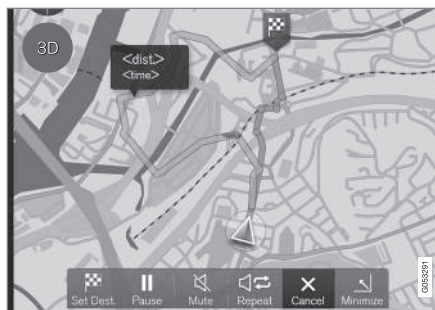 3D
<dist.>
<time>
Set Dest.
Pause
Mute
Repeat
Cancel
Minimize
G053291